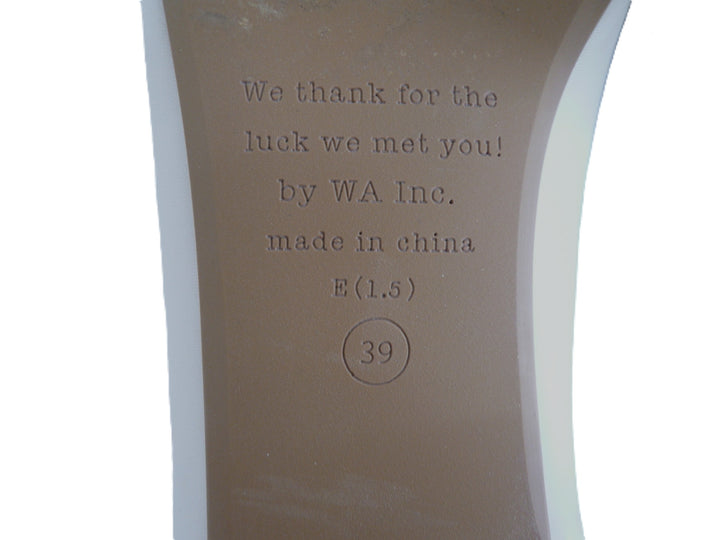 We thank for the
luck we met you!
by WA Inc.
made in china
E(1.5)
39